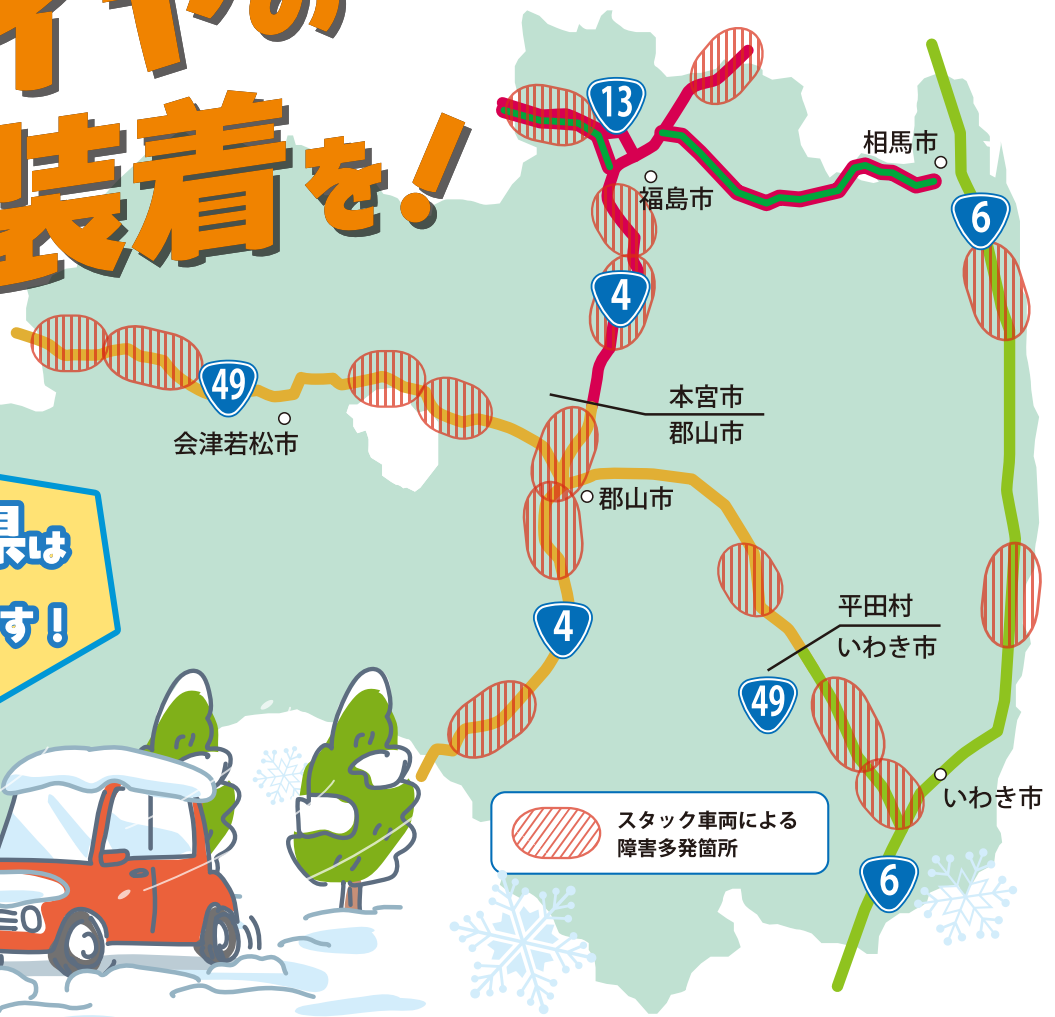 イヤの
装着を!
13
相馬市
福島市
6
4
49
会津若松市
本宮市
郡山市
郡山市
県は
す!
4
平田村
いわき市
49
いわき市
スタック車両による
障害多発箇所
6